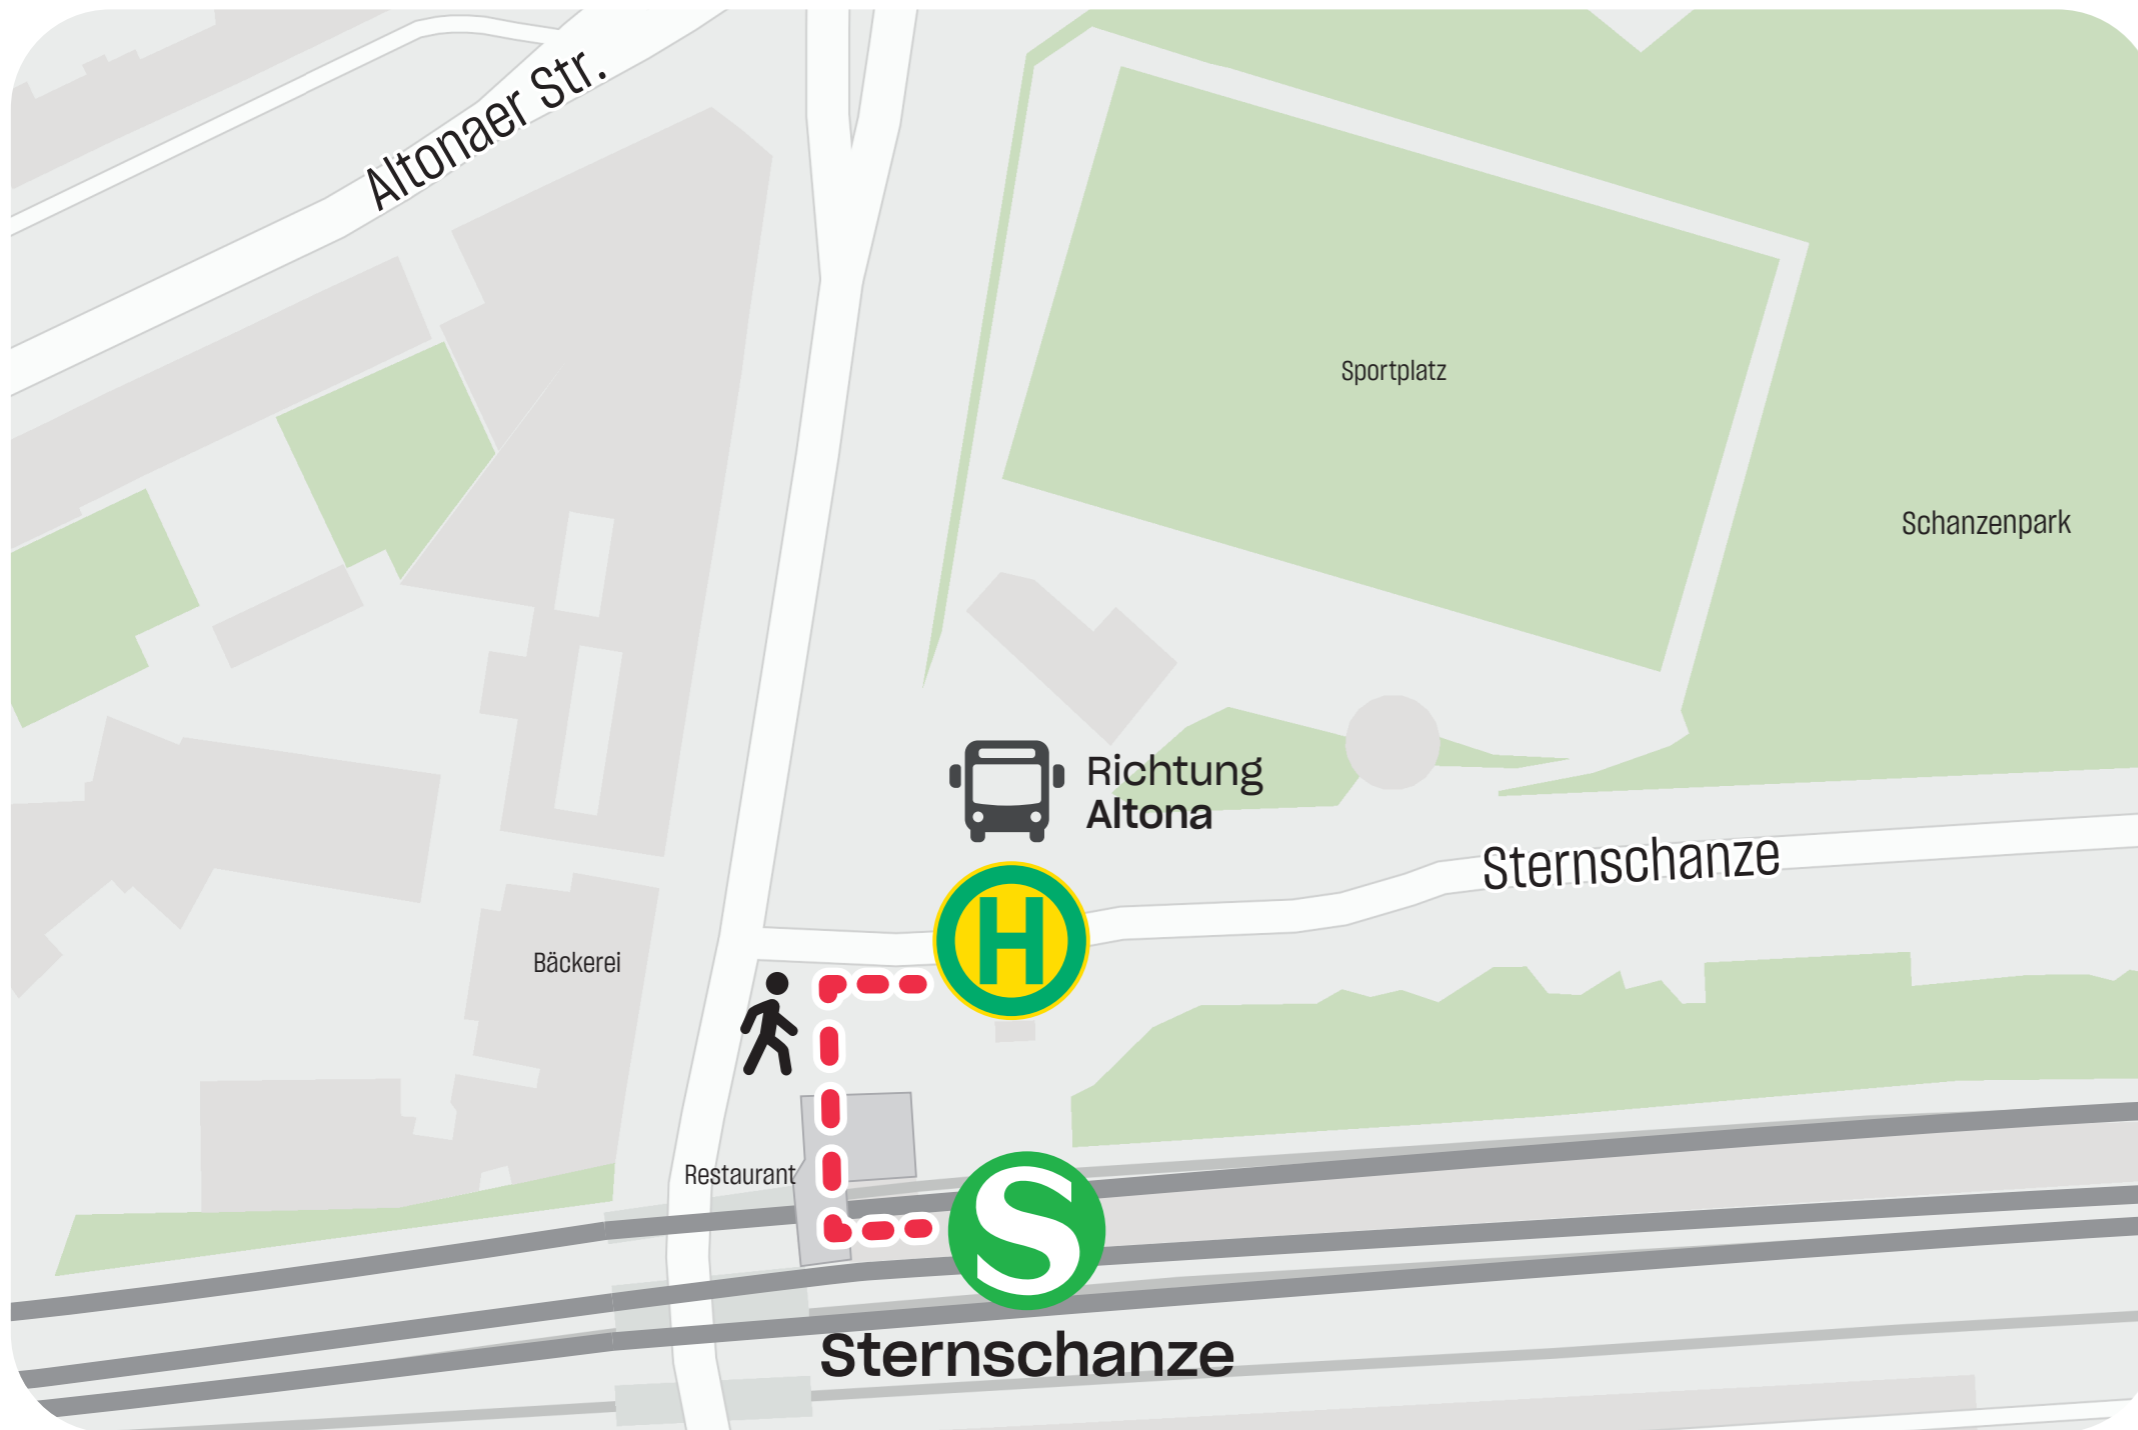 Altonaer Str.
Sportplatz
Schanzenpark
Richtung
Altona
Sternschanze
H
Bäckerei
Restaurant
S
Sternschanze